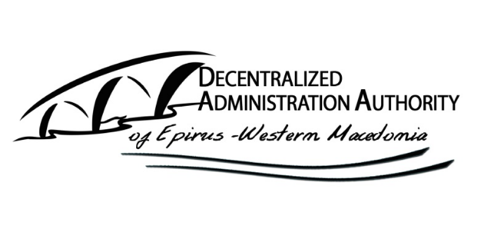 DECENTRALIZED
ADMINISTRATION AUTHORITY
of Epirus -Western Macedonia